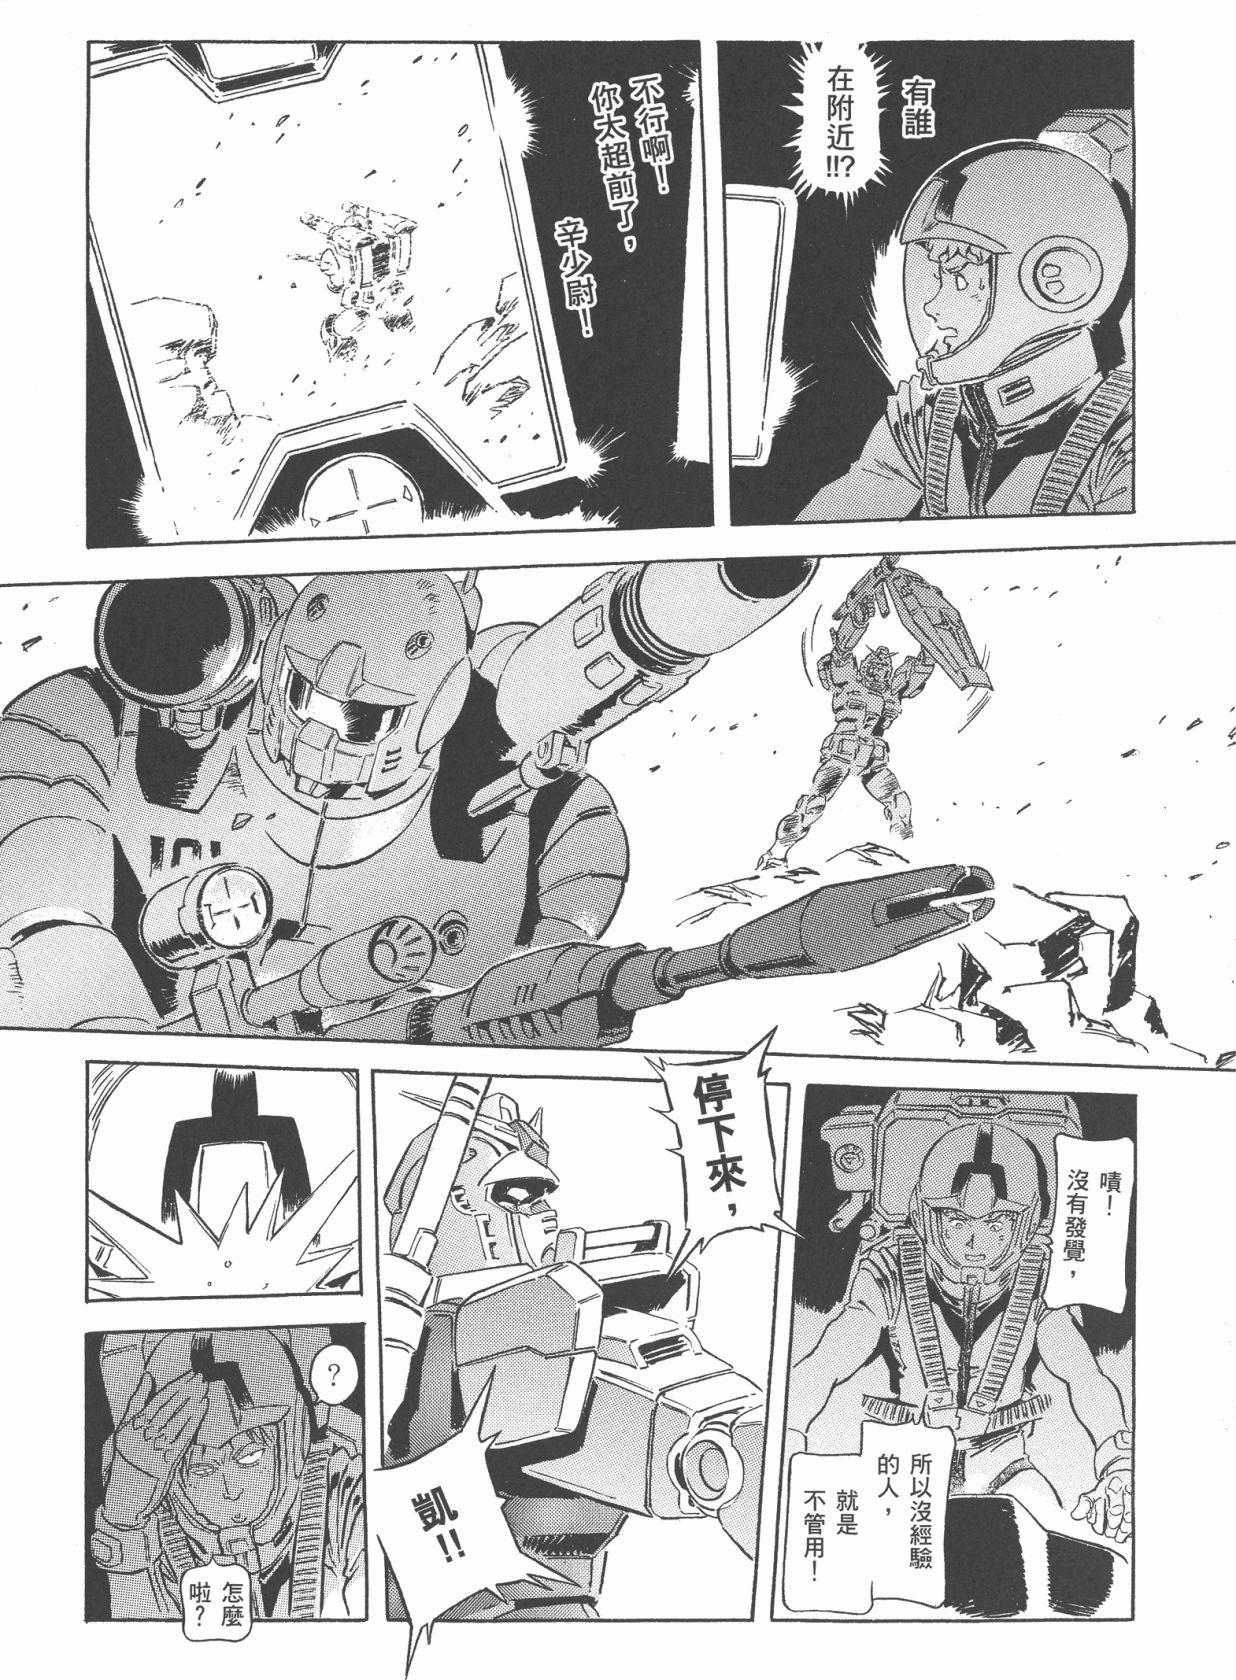 有誰
在附近!!?
不行啊！
你太超前了，
辛少尉！
101
嘖！
沒有發覺，
所以沒經驗
的人，
就是
不管用！
停下來，
凱!!
？
怎麼
啦？